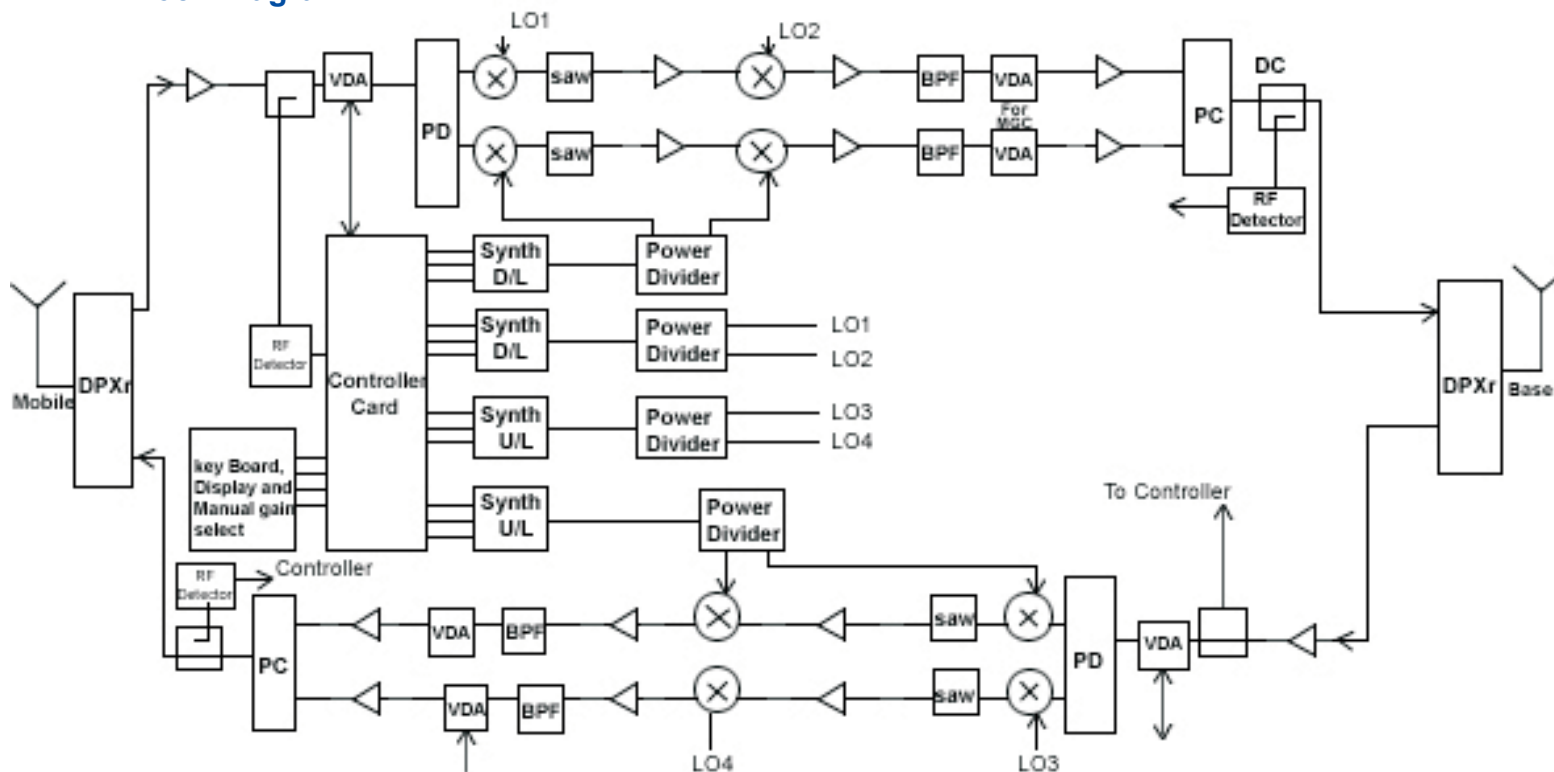 LO1
LO2
VDA
saw
BPF
VDA
DC
PD
For
MGC
PC
saw
BPF
VDA
RF
Detector
Synth
D/L
Power
Divider
Synth
D/L
Power
Divider
LO1
LO2
RF
Detector
Controller
Card
DPXr
Mobile
DPXr
Base
Synth
U/L
Power
Divider
LO3
LO4
key Board,
Display and
Manual gain
select
Synth
U/L
Power
Divider
To Controller
RF
Detector
Controller
VDA
BPF
saw
PC
PD
VDA
VDA
BPF
saw
LO4
LO3